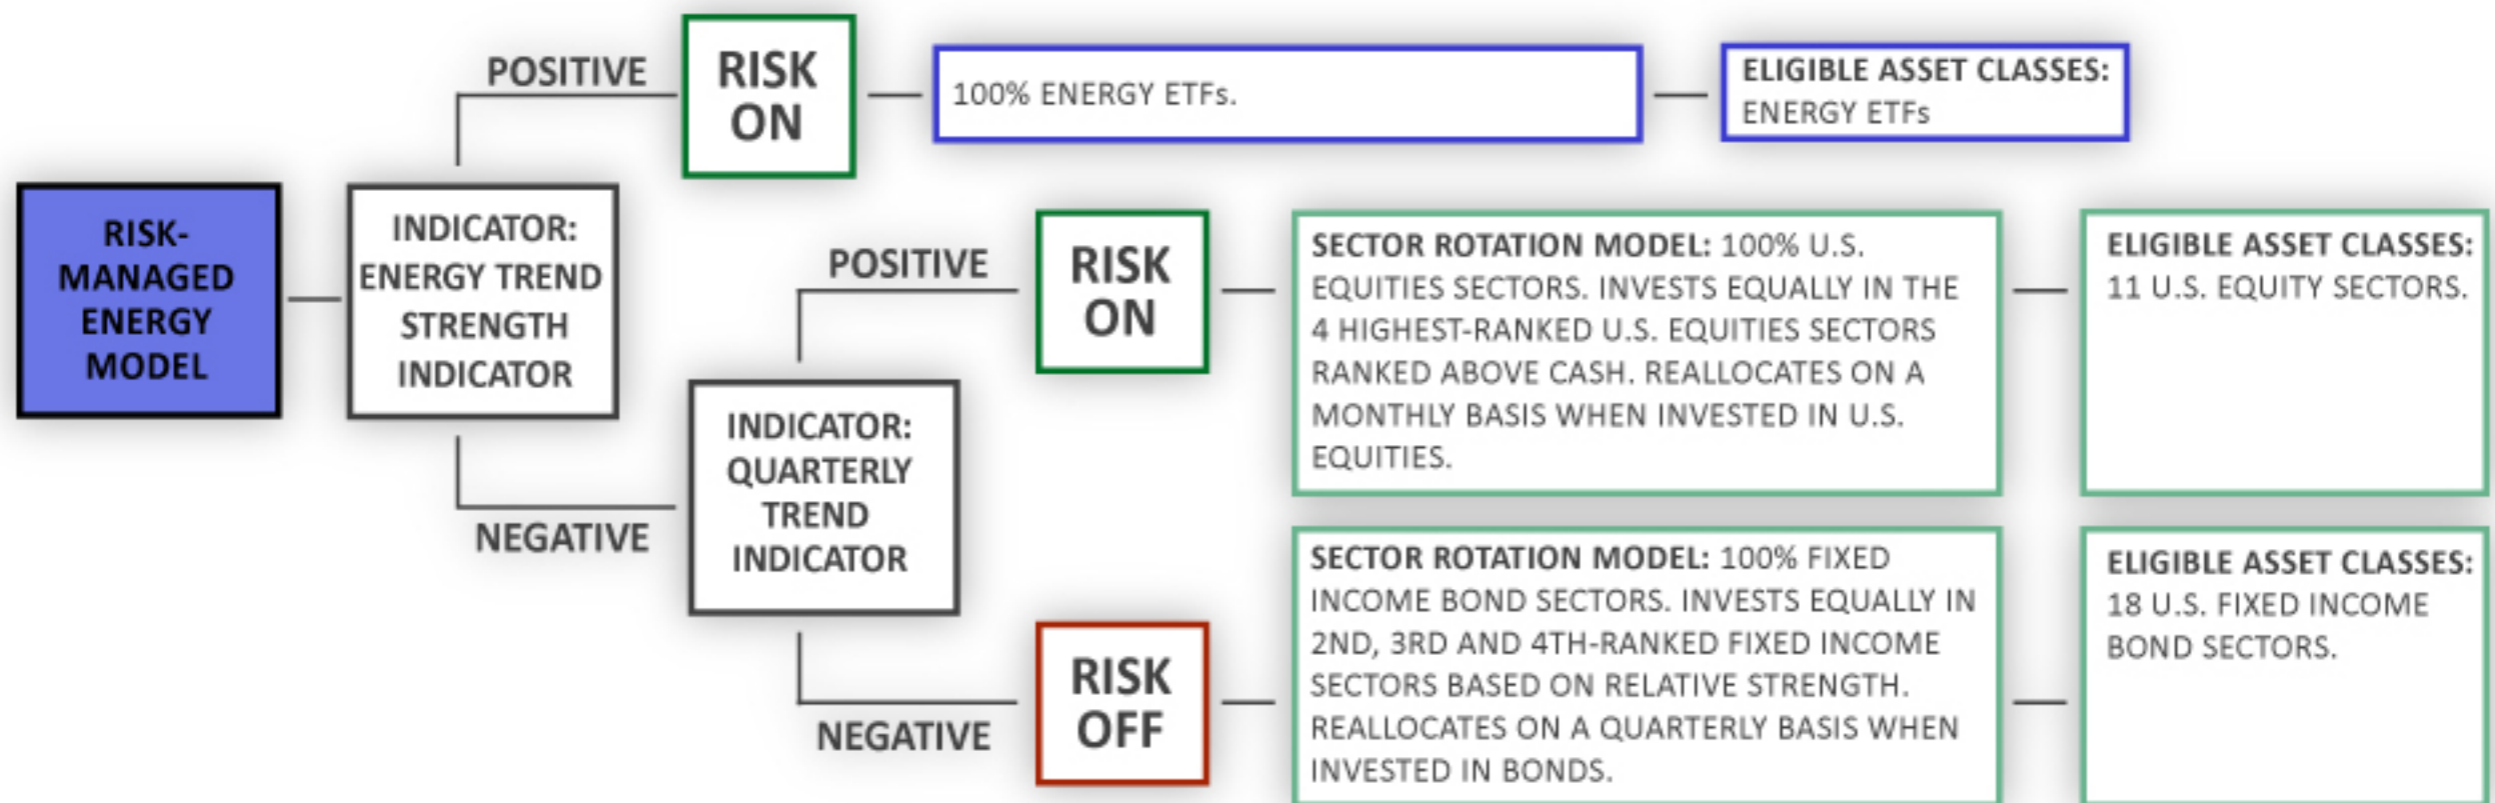 RISK-
MANAGED
ENERGY
MODEL
INDICATOR:
ENERGY TREND
STRENGTH
INDICATOR
POSITIVE
RISK
ON
100% ENERGY ETFs.
ELIGIBLE ASSET CLASSES:
ENERGY ETFs
NEGATIVE
INDICATOR:
QUARTERLY
TREND
INDICATOR
POSITIVE
RISK
ON
SECTOR ROTATION MODEL: 100% U.S.
EQUITIES SECTORS. INVESTS EQUALLY IN THE
4 HIGHEST-RANKED U.S. EQUITIES SECTORS
RANKED ABOVE CASH. REALLOCATES ON A
MONTHLY BASIS WHEN INVESTED IN U.S.
EQUITIES.
ELIGIBLE ASSET CLASSES:
11 U.S. EQUITY SECTORS.
NEGATIVE
RISK
OFF
SECTOR ROTATION MODEL: 100% FIXED
INCOME BOND SECTORS. INVESTS EQUALLY IN
2ND, 3RD AND 4TH-RANKED FIXED INCOME
SECTORS BASED ON RELATIVE STRENGTH.
REALLOCATES ON A QUARTERLY BASIS WHEN
INVESTED IN BONDS.
ELIGIBLE ASSET CLASSES:
18 U.S. FIXED INCOME
BOND SECTORS.